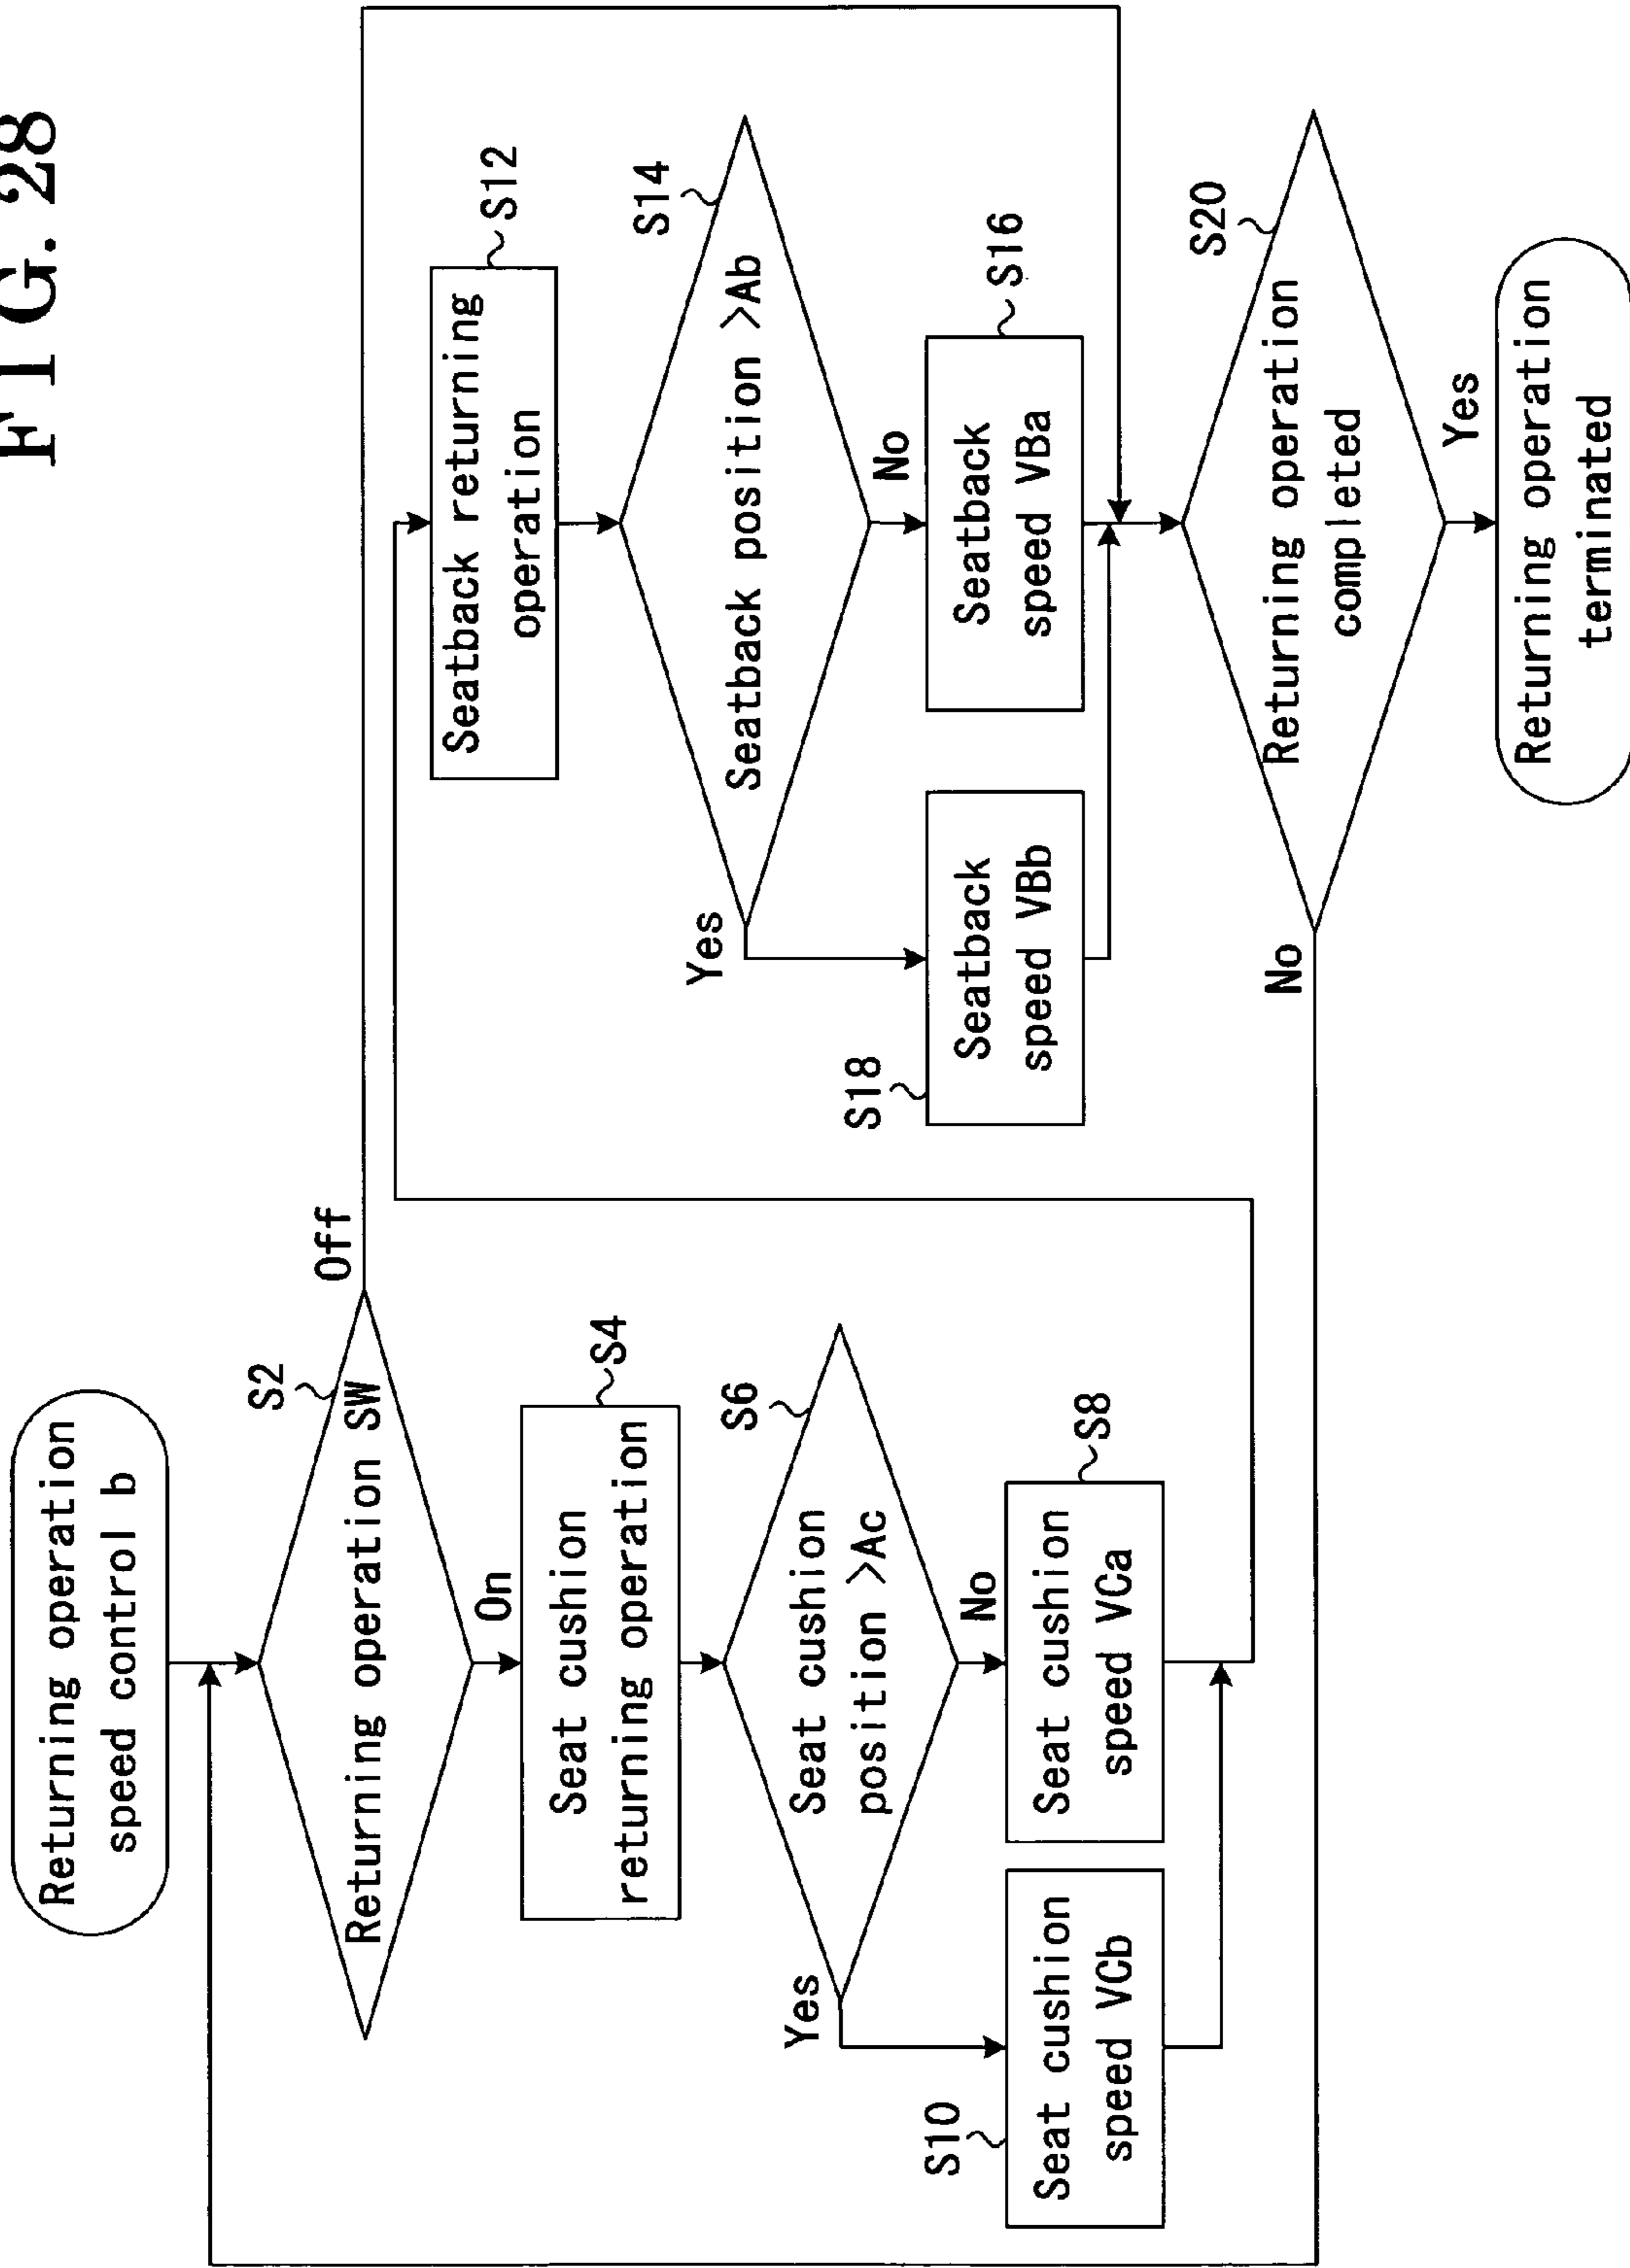 F I G. 28
Returning operation
speed control b
S2
Returning operation SW
Off
On
S4
Seat cushion
returning operation
S6
Seat cushion
position >Ac
Yes
No
S10
Seat cushion
speed VCb
S8
Seat cushion
speed VCa
S12
Seatback returning
operation
S14
Seatback position >Ab
Yes
No
S18
Seatback
speed VBb
S16
Seatback
speed VBa
S20
Returning operation
completed
No
Yes
Returning operation
terminated